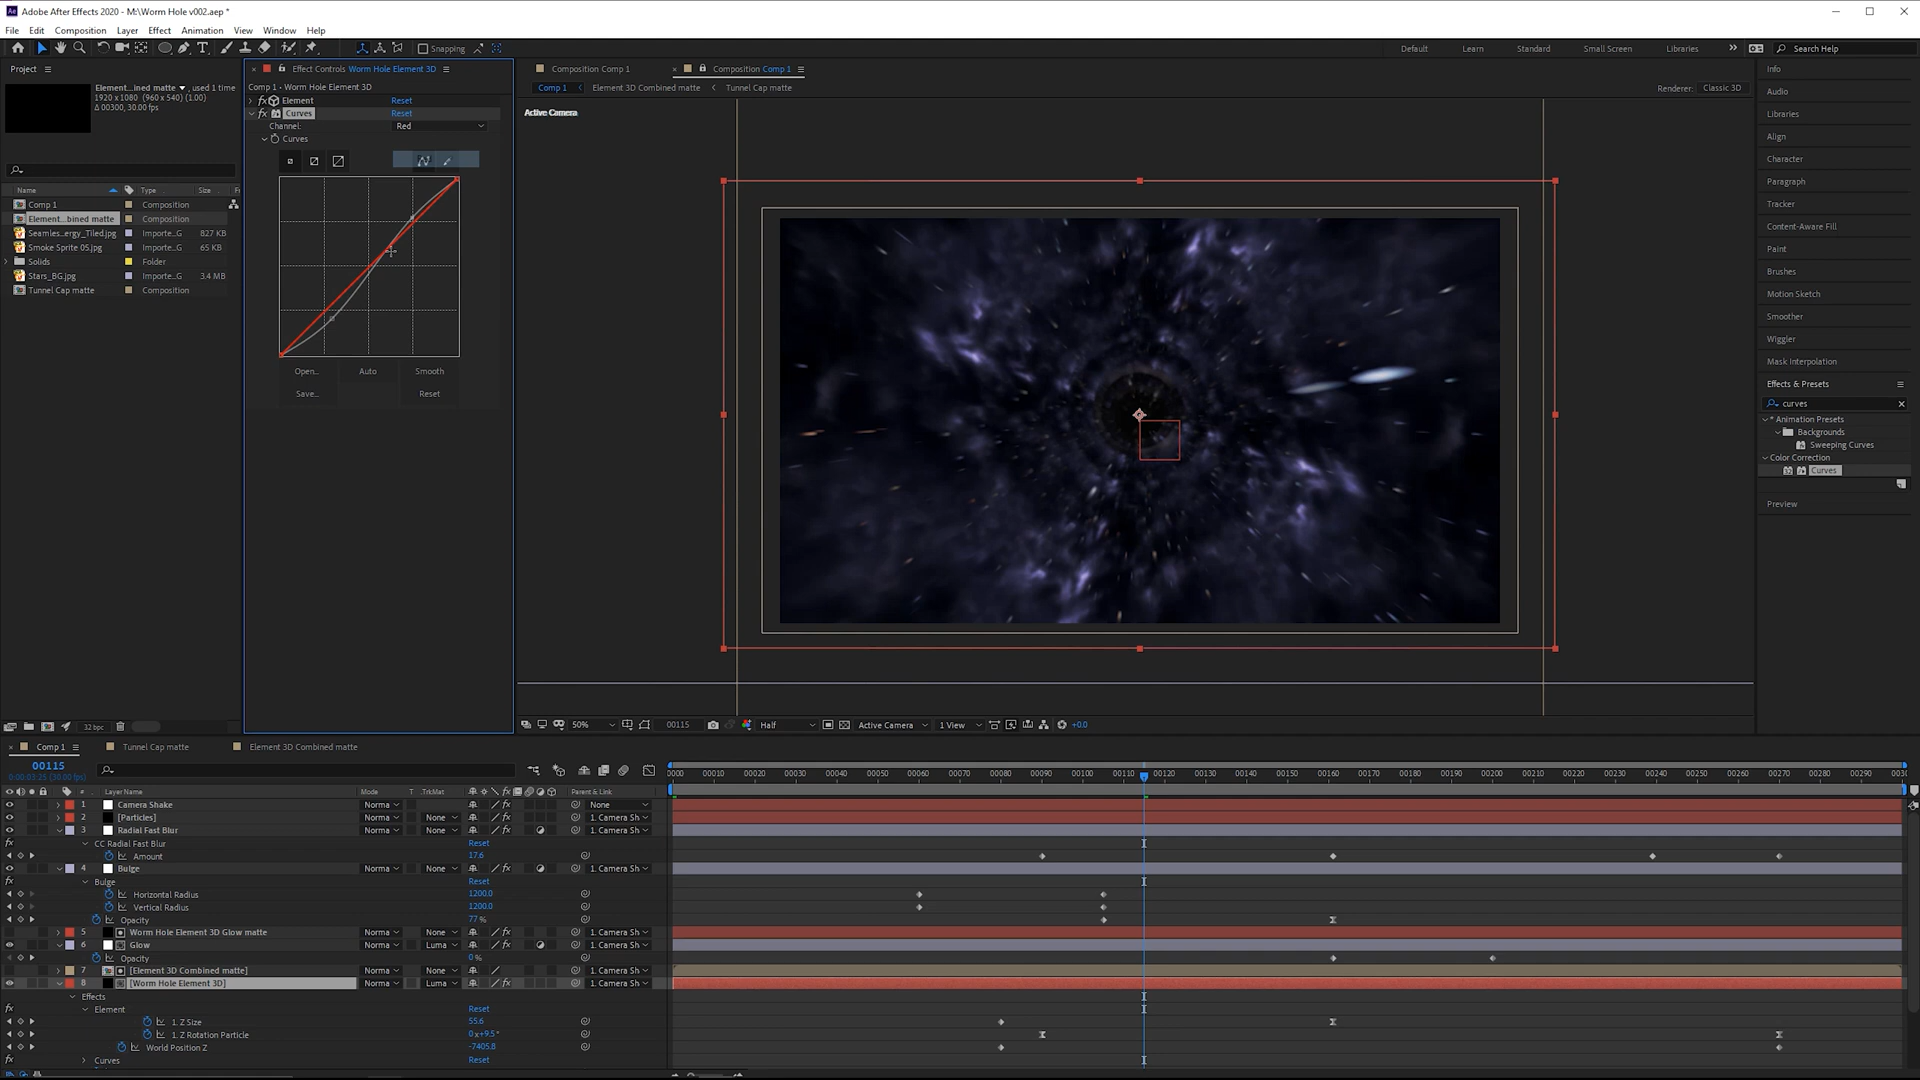 Adobe After Effects 2020 - M:\Worm Hole v002.aep *
File Edit Composition Layer Effect Animation View Window Help
Snapping
Default Learn Standard Small Screen Libraries Search Help
Project
Element...ined matte , used 1 time
1920 x 1080 (960 x 540) (1.00)
Δ 00300, 30.00 fps
Name Type Size
Comp 1 Composition
Element...bined matte Composition
Seamles...ergy_Tiled.jpg Importe...G 827 KB
Smoke Sprite 05.jpg Importe...G 65 KB
Solids Folder
Stars_BG.jpg Importe...G 3.4 MB
Tunnel Cap matte Composition
32 bpc
Effect Controls Worm Hole Element 3D
Comp 1 • Worm Hole Element 3D
fx Element Reset
fx Curves Reset
Channel: Red
Curves
Open... Auto Smooth
Save... Reset
Composition Comp 1
Composition Comp 1
Comp 1 Element 3D Combined matte Tunnel Cap matte
Renderer: Classic 3D
Active Camera
50% 00115 Half Active Camera 1 View +0.0
Info
Audio
Libraries
Align
Character
Paragraph
Tracker
Content-Aware Fill
Paint
Brushes
Motion Sketch
Smoother
Wiggler
Mask Interpolation
Effects & Presets
curves
* Animation Presets
Backgrounds
Sweeping Curves
Color Correction
Curves
Preview
Comp 1 Tunnel Cap matte Element 3D Combined matte
00115
0:00:03:25 (30.00 fps)
0000 00010 00020 00030 00040 00050 00060 00070 00080 00090 00100 00110 00120 00130 00140 00150 00160 00170 00180 00190 00200 00210 00220 00230 00240 00250 00260 00270 00280 00290 0030
# Layer Name Mode T .TrkMat Parent & Link
1 Camera Shake Norma None
2 [Particles] Norma None 1. Camera Sh
3 Radial Fast Blur Norma None 1. Camera Sh
CC Radial Fast Blur Reset
Amount 17.6
4 Bulge Norma None 1. Camera Sh
Bulge Reset
Horizontal Radius 1200.0
Vertical Radius 1200.0
Opacity 77 %
5 Worm Hole Element 3D Glow matte Norma None 1. Camera Sh
6 Glow Norma Luma 1. Camera Sh
Opacity 0 %
7 [Element 3D Combined matte] Norma None 1. Camera Sh
8 [Worm Hole Element 3D] Norma Luma 1. Camera Sh
Effects
Element Reset
1. Z Size 55.6
1. Z Rotation Particle 0x+9.5°
World Position Z -7405.8
Curves Reset